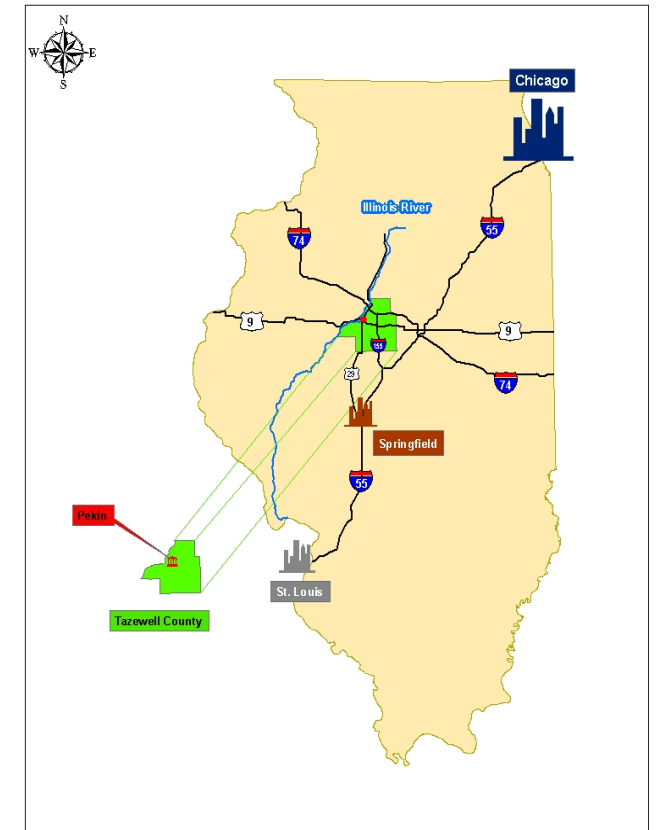 N
W E
S
Chicago
Illinois River
74
55
9
9
155
74
29
Springfield
55
Pekin
St. Louis
Tazewell County